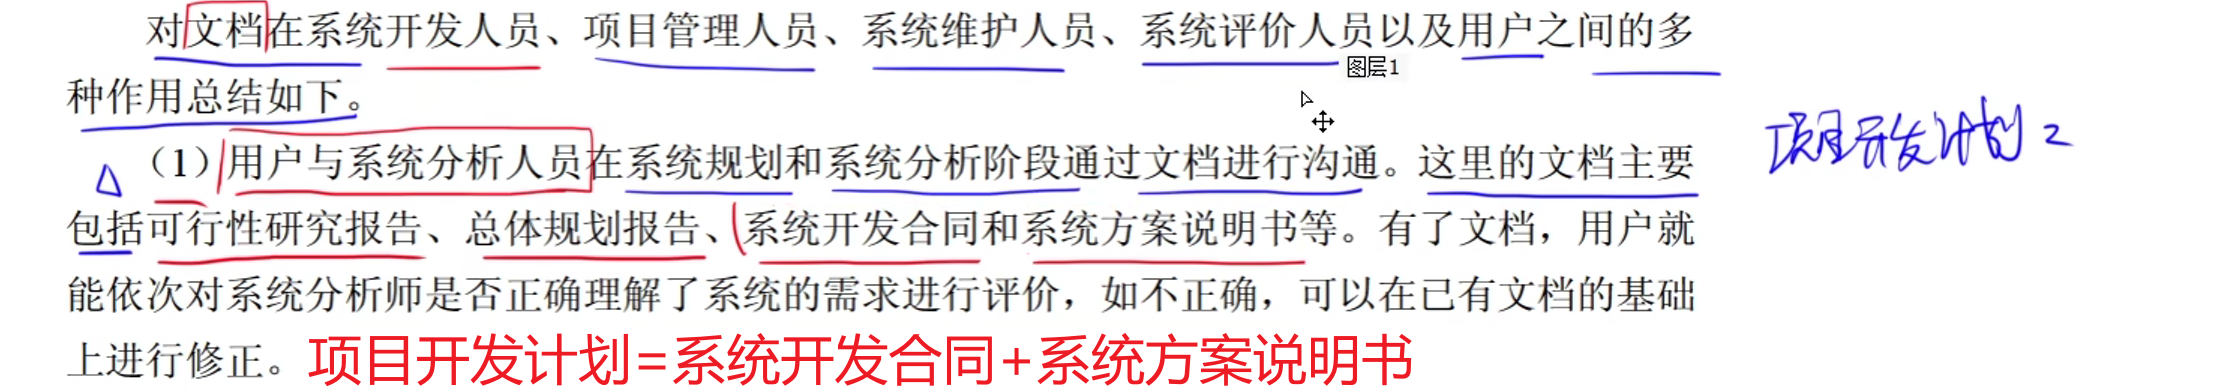 对文档在系统开发人员、项目管理人员、系统维护人员、系统评价人员以及用户之间的多
图层1
种作用总结如下。
（1）用户与系统分析人员在系统规划和系统分析阶段通过文档进行沟通。这里的文档主要
项目开发计划2
包括可行性研究报告、总体规划报告、系统开发合同和系统方案说明书等。有了文档，用户就
能依次对系统分析师是否正确理解了系统的需求进行评价，如不正确，可以在已有文档的基础
上进行修正。项目开发计划=系统开发合同+系统方案说明书